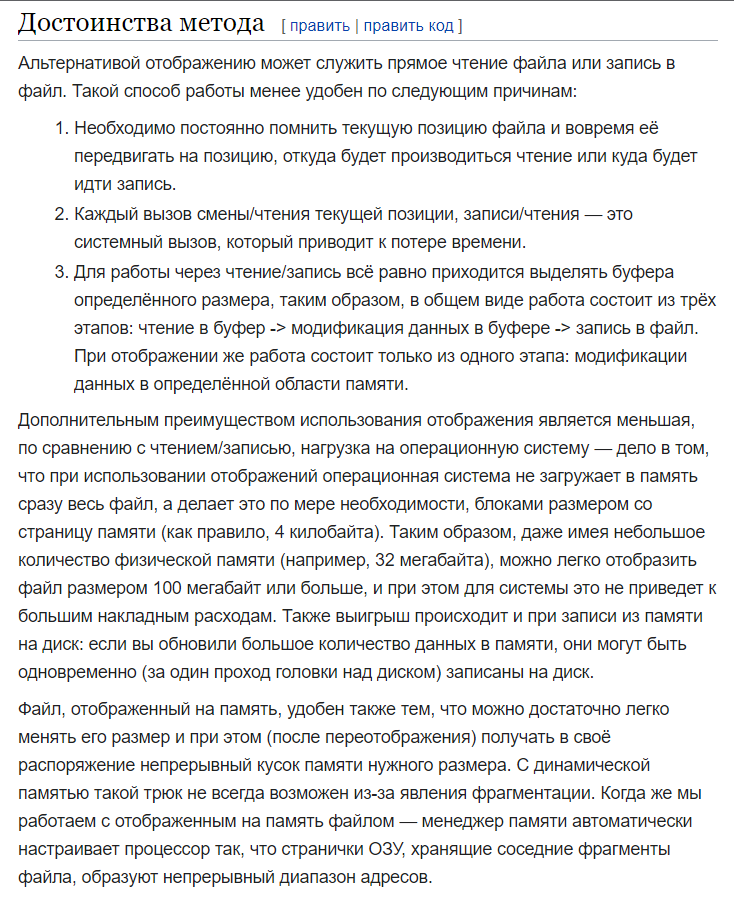 Достоинства метода [ править | править код ]
Альтернативой отображению может служить прямое чтение файла или запись в
файл. Такой способ работы менее удобен по следующим причинам:
1. Необходимо постоянно помнить текущую позицию файла и вовремя её
передвигать на позицию, откуда будет производиться чтение или куда будет
идти запись.
2. Каждый вызов смены/чтения текущей позиции, записи/чтения — это
системный вызов, который приводит к потере времени.
3. Для работы через чтение/запись всё равно приходится выделять буфера
определённого размера, таким образом, в общем виде работа состоит из трёх
этапов: чтение в буфер -> модификация данных в буфере -> запись в файл.
При отображении же работа состоит только из одного этапа: модификации
данных в определённой области памяти.
Дополнительным преимуществом использования отображения является меньшая,
по сравнению с чтением/записью, нагрузка на операционную систему — дело в том,
что при использовании отображений операционная система не загружает в память
сразу весь файл, а делает это по мере необходимости, блоками размером со
страницу памяти (как правило, 4 килобайта). Таким образом, даже имея небольшое
количество физической памяти (например, 32 мегабайта), можно легко отобразить
файл размером 100 мегабайт или больше, и при этом для системы это не приведет к
большим накладным расходам. Также выигрыш происходит и при записи из памяти
на диск: если вы обновили большое количество данных в памяти, они могут быть
одновременно (за один проход головки над диском) записаны на диск.
Файл, отображенный на память, удобен также тем, что можно достаточно легко
менять его размер и при этом (после переотображения) получать в своё
распоряжение непрерывный кусок памяти нужного размера. С динамической
памятью такой трюк не всегда возможен из-за явления фрагментации. Когда же мы
работаем с отображенным на память файлом — менеджер памяти автоматически
настраивает процессор так, что странички ОЗУ, хранящие соседние фрагменты
файла, образуют непрерывный диапазон адресов.